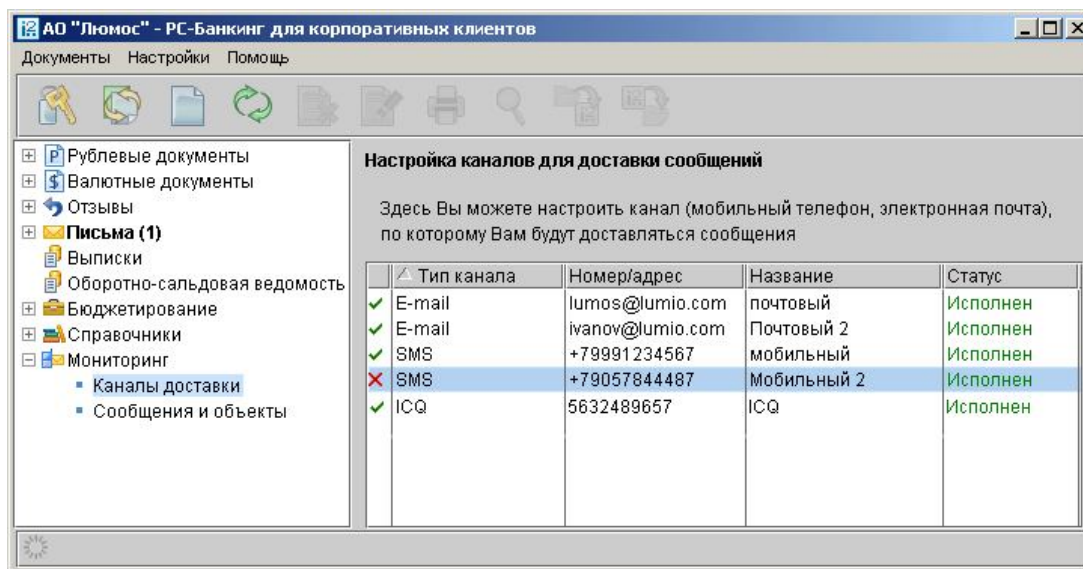 АО "Люмос" - РС-Банкинг для корпоративных клиентов
Документы Настройки Помощь
Рублевые документы
Валютные документы
Отзывы
Письма (1)
Выписки
Оборотно-сальдовая ведомость
Бюджетирование
Справочники
Мониторинг
Каналы доставки
Сообщения и объекты
Настройка каналов для доставки сообщений
Здесь Вы можете настроить канал (мобильный телефон, электронная почта),
по которому Вам будут доставляться сообщения
Тип канала Номер/адрес Название Статус
E-mail lumos@lumio.com почтовый Исполнен
E-mail ivanov@lumio.com Почтовый 2 Исполнен
SMS +79991234567 мобильный Исполнен
SMS +79057844487 Мобильный 2 Исполнен
ICQ 5632489657 ICQ Исполнен